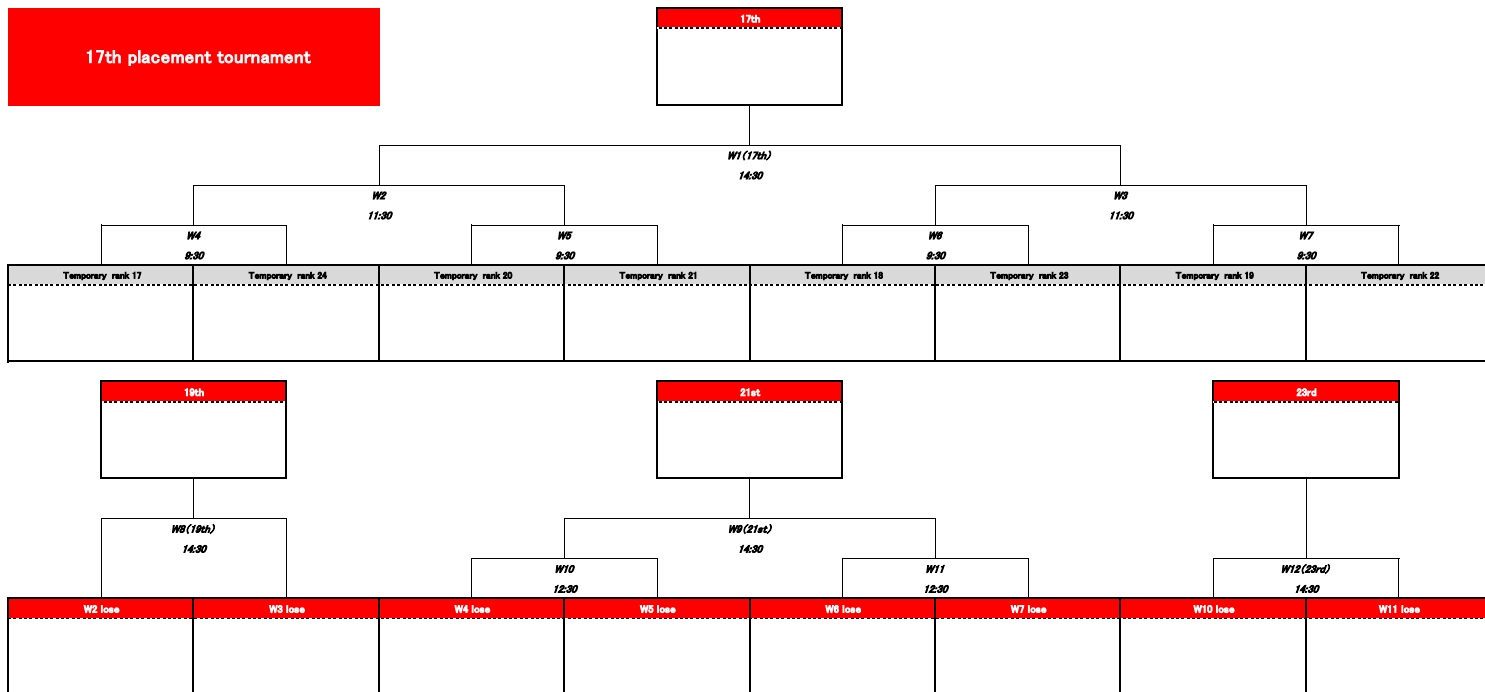 17th
17th placement tournament
W1(17th)
14:30
W2
11:30
W3
11:30
W4
9:30
W5
9:30
W6
9:30
W7
9:30
Temporary rank 17
Temporary rank 24
Temporary rank 20
Temporary rank 21
Temporary rank 18
Temporary rank 23
Temporary rank 19
Temporary rank 22
19th
21st
23rd
W8(19th)
14:30
W9(21st)
14:30
W10
12:30
W11
12:30
W12(23rd)
14:30
W2 lose
W3 lose
W4 lose
W5 lose
W6 lose
W7 lose
W10 lose
W11 lose